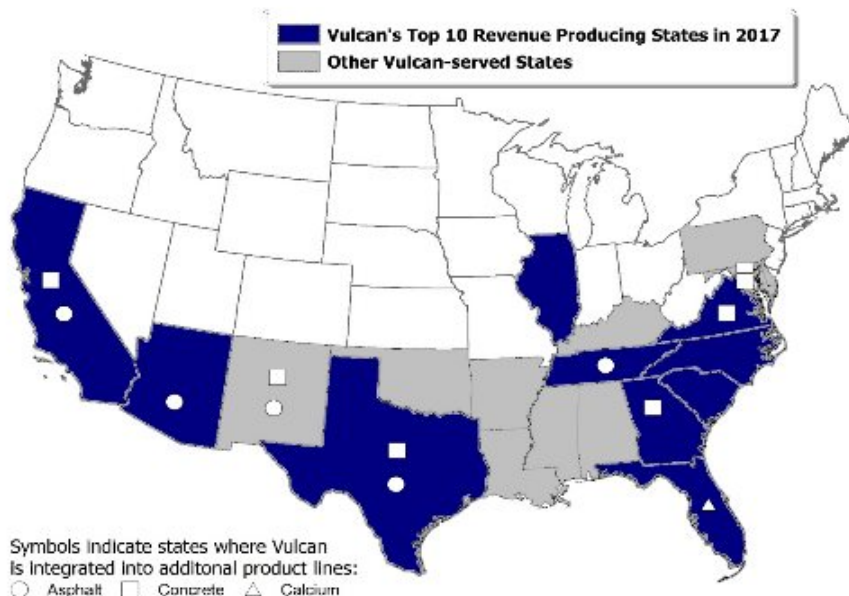 Vulcan's Top 10 Revenue Producing States in 2017
Other Vulcan-served States
Symbols indicate states where Vulcan
is integrated into additonal product lines:
Asphalt Concrete Calcium